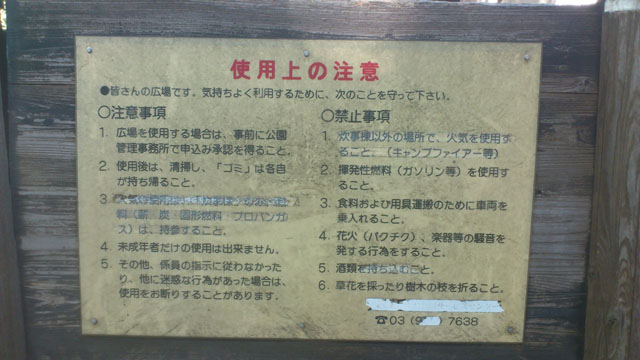 使用上の注意
●皆さんの広場です。気持ちよく利用するために、次のことを守って下さい。
○注意事項
1. 広場を使用する場合は、事前に公園
管理事務所で申込み承認を得ること。
2. 使用後は、清掃し、「ゴミ」は各自
が持ち帰ること。
3
料（薪・炭・固形燃料・プロパンガ
ス）は、持参すること。
4 未成年者だけの使用は出来ません。
5. その他、係員の指示に従わなかった
り、他に迷惑な行為があった場合は、
使用をお断りすることがあります。
○禁止事項
1. 炊事棟以外の場所で、火気を使用す
ること。（キャンプファイアー等）
2. 揮発性燃料（ガソリン等）を使用す
ること。
3. 食料および用具運搬のために車両を
乗入れること。
4. 花火（バクチク）、楽器等の騒音を
発する行為をすること。
5. 酒類を持ち込むこと。
6 草花を採ったり樹木の枝を折ること。
☎03 (9 ) 7638